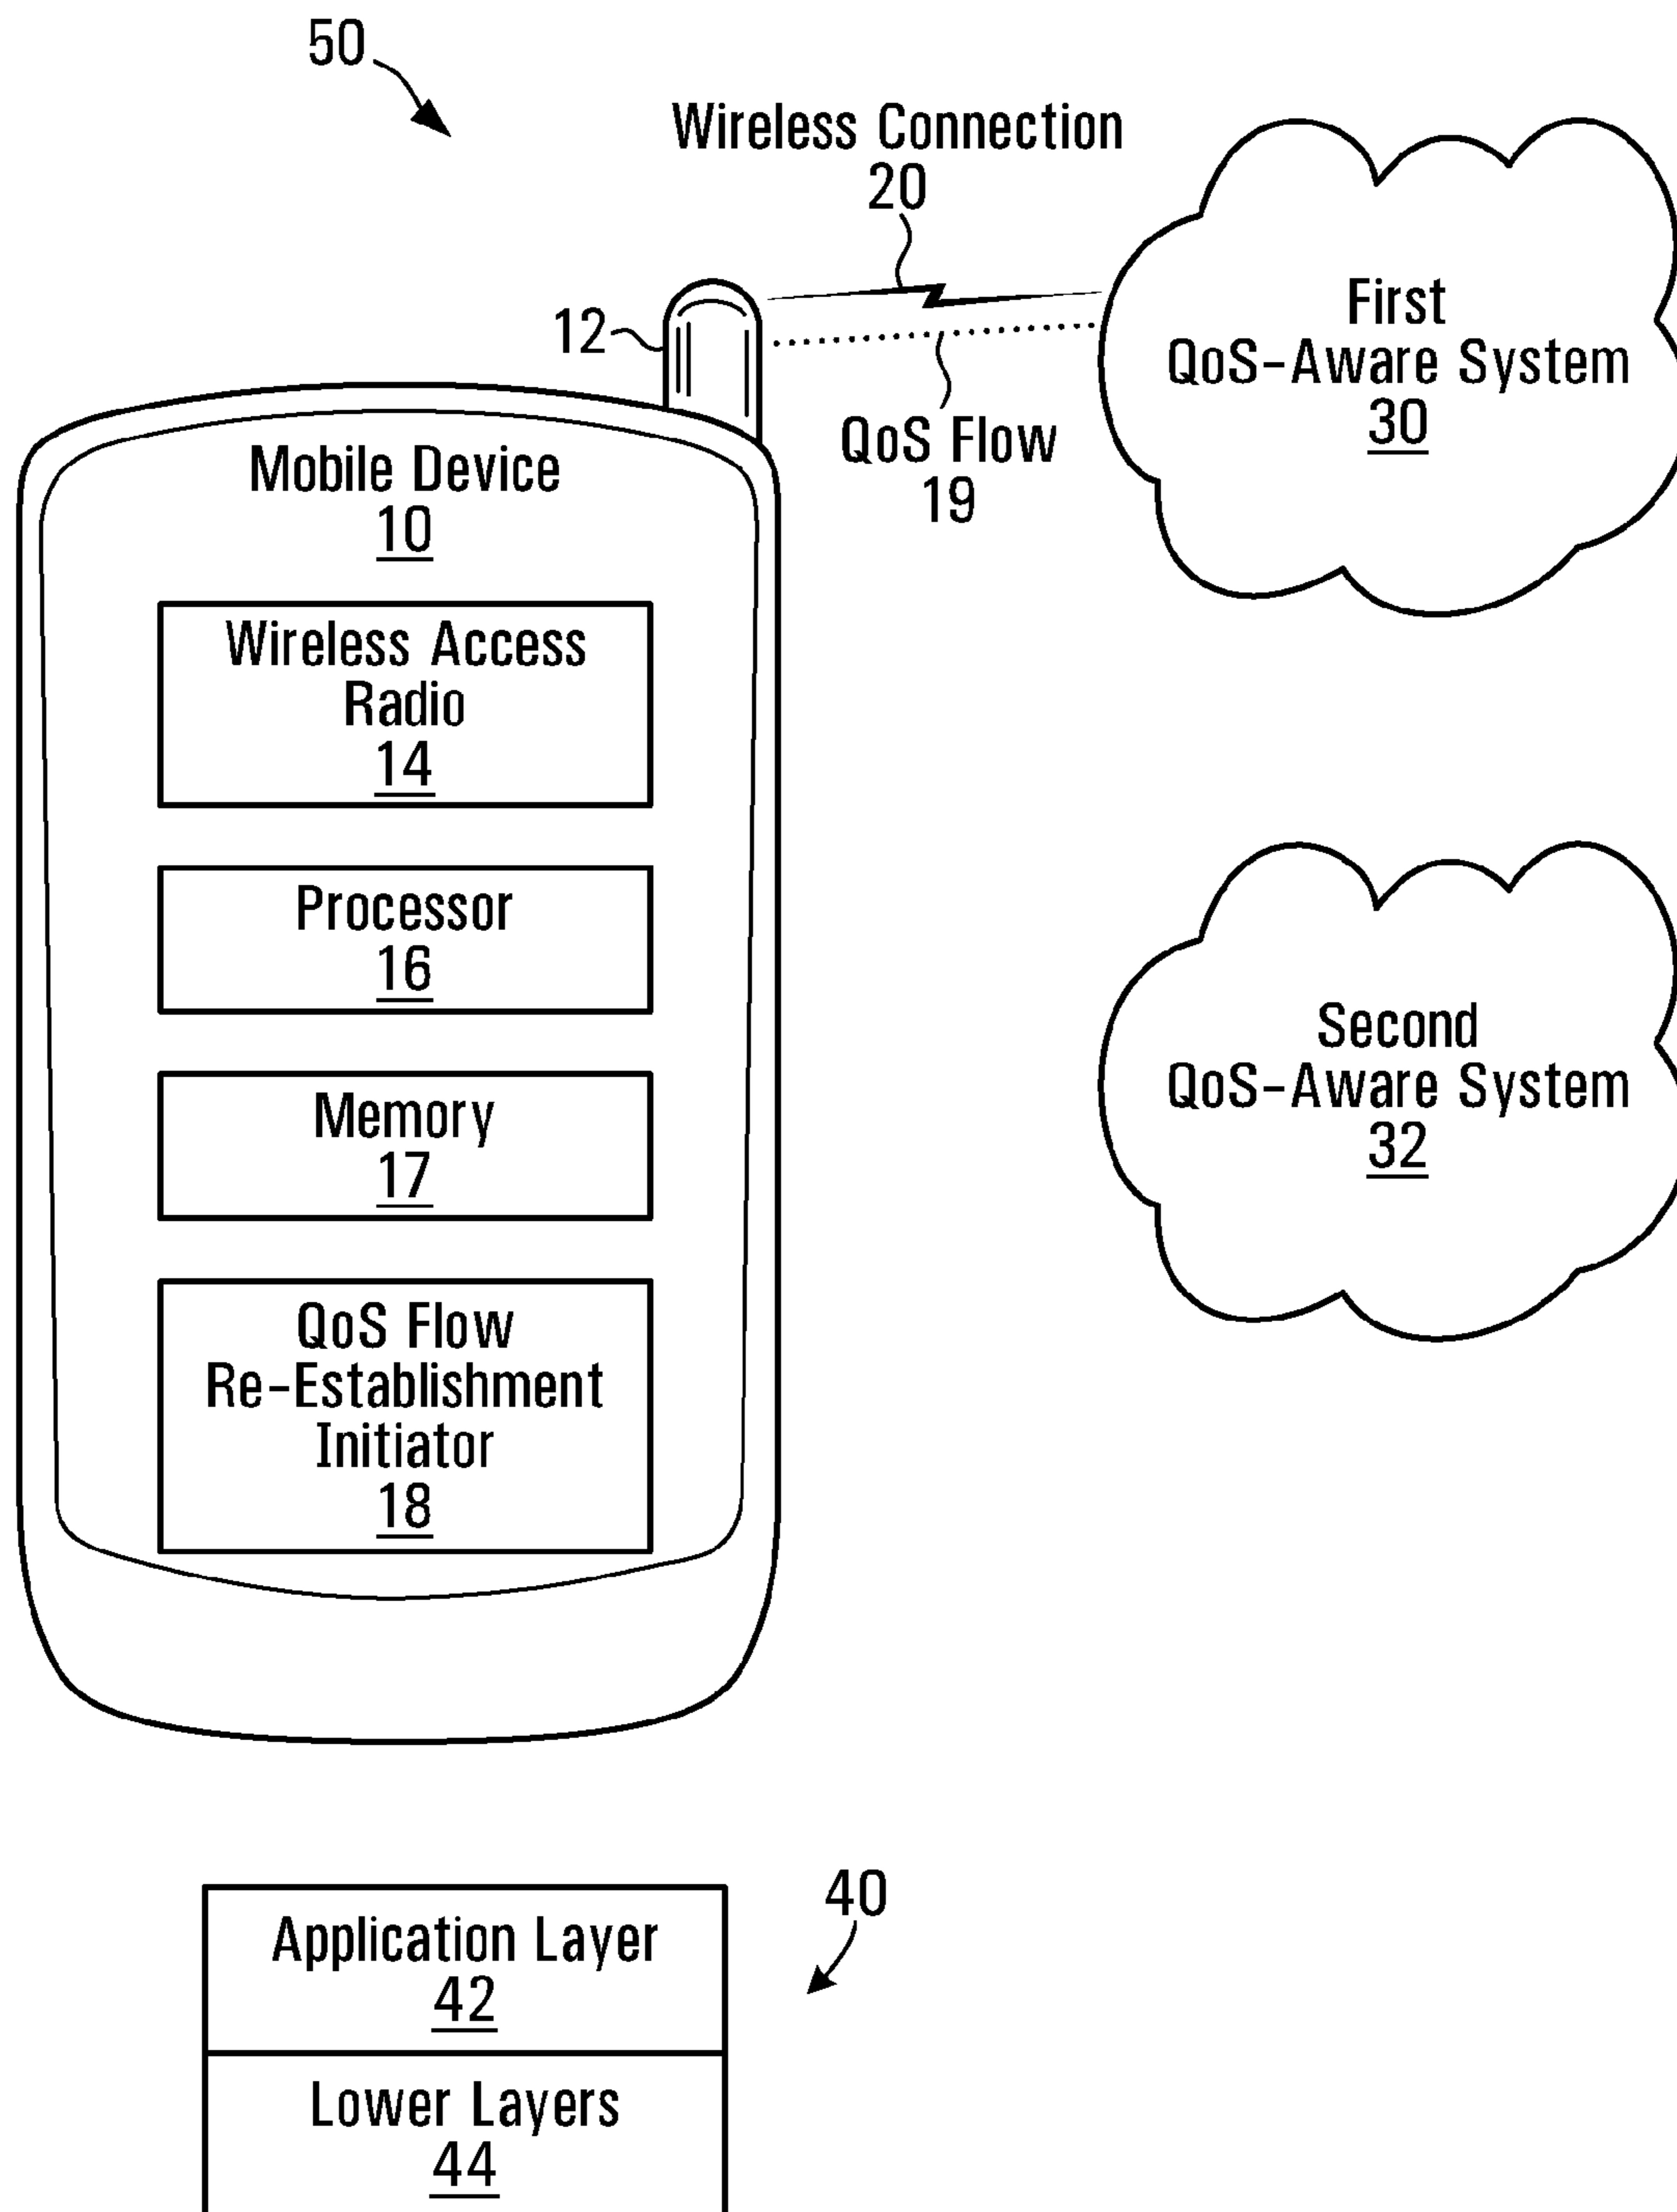 50
Wireless Connection
20
12
First
QoS-Aware System
30
QoS Flow
19
Mobile Device
10
Wireless Access
Radio
14
Processor
16
Memory
17
QoS Flow
Re-Establishment
Initiator
18
Second
QoS-Aware System
32
40
Application Layer
42
Lower Layers
44